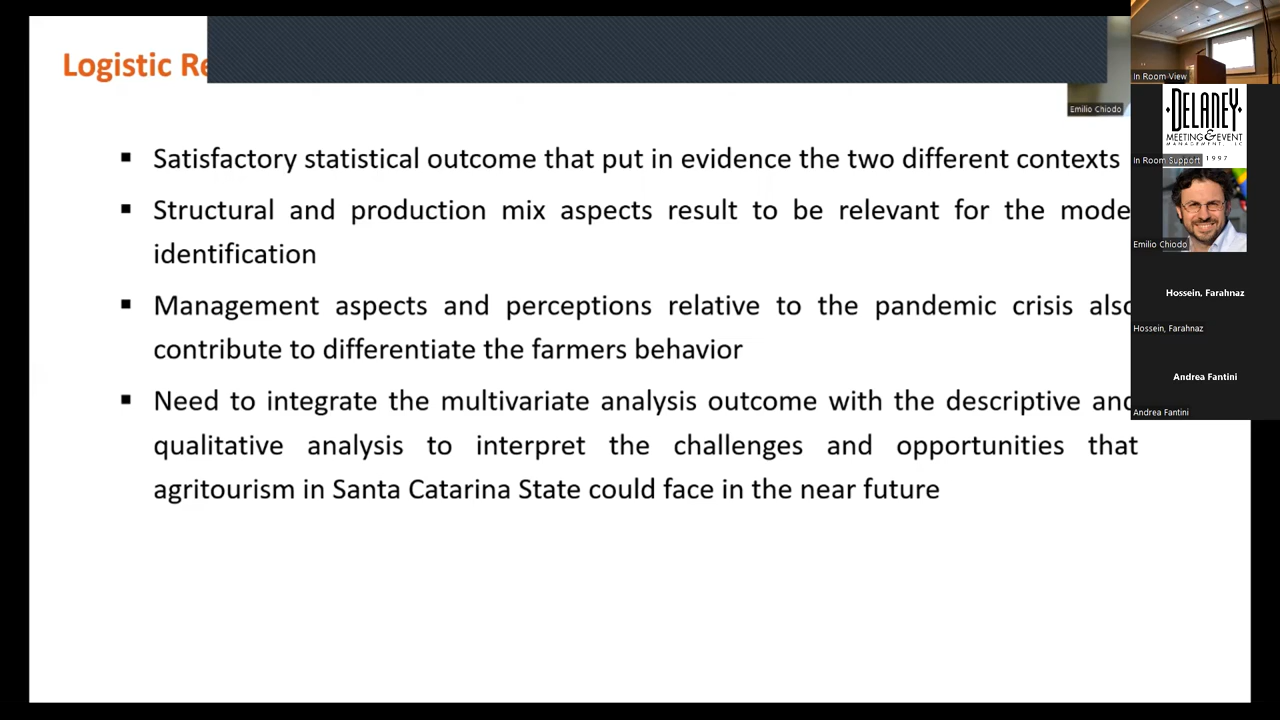 Logistic Re
Satisfactory statistical outcome that put in evidence the two different contexts
Structural and production mix aspects result to be relevant for the mode
identification
Management aspects and perceptions relative to the pandemic crisis also
contribute to differentiate the farmers behavior
Need to integrate the multivariate analysis outcome with the descriptive and
qualitative analysis to interpret the challenges and opportunities that
agritourism in Santa Catarina State could face in the near future
Emilio Chiodo
In Room View
DELANEY
MEETING & EVENT
MANAGEMENT, LLC
1997
In Room Support
Emilio Chiodo
Hossein, Farahnaz
Hossein, Farahnaz
Andrea Fantini
Andrea Fantini